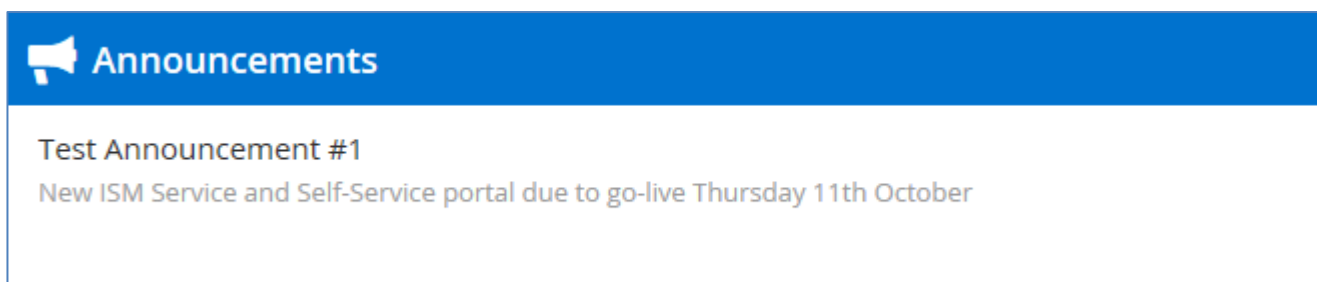 Announcements
Test Announcement #1
New ISM Service and Self-Service portal due to go-live Thursday 11th October